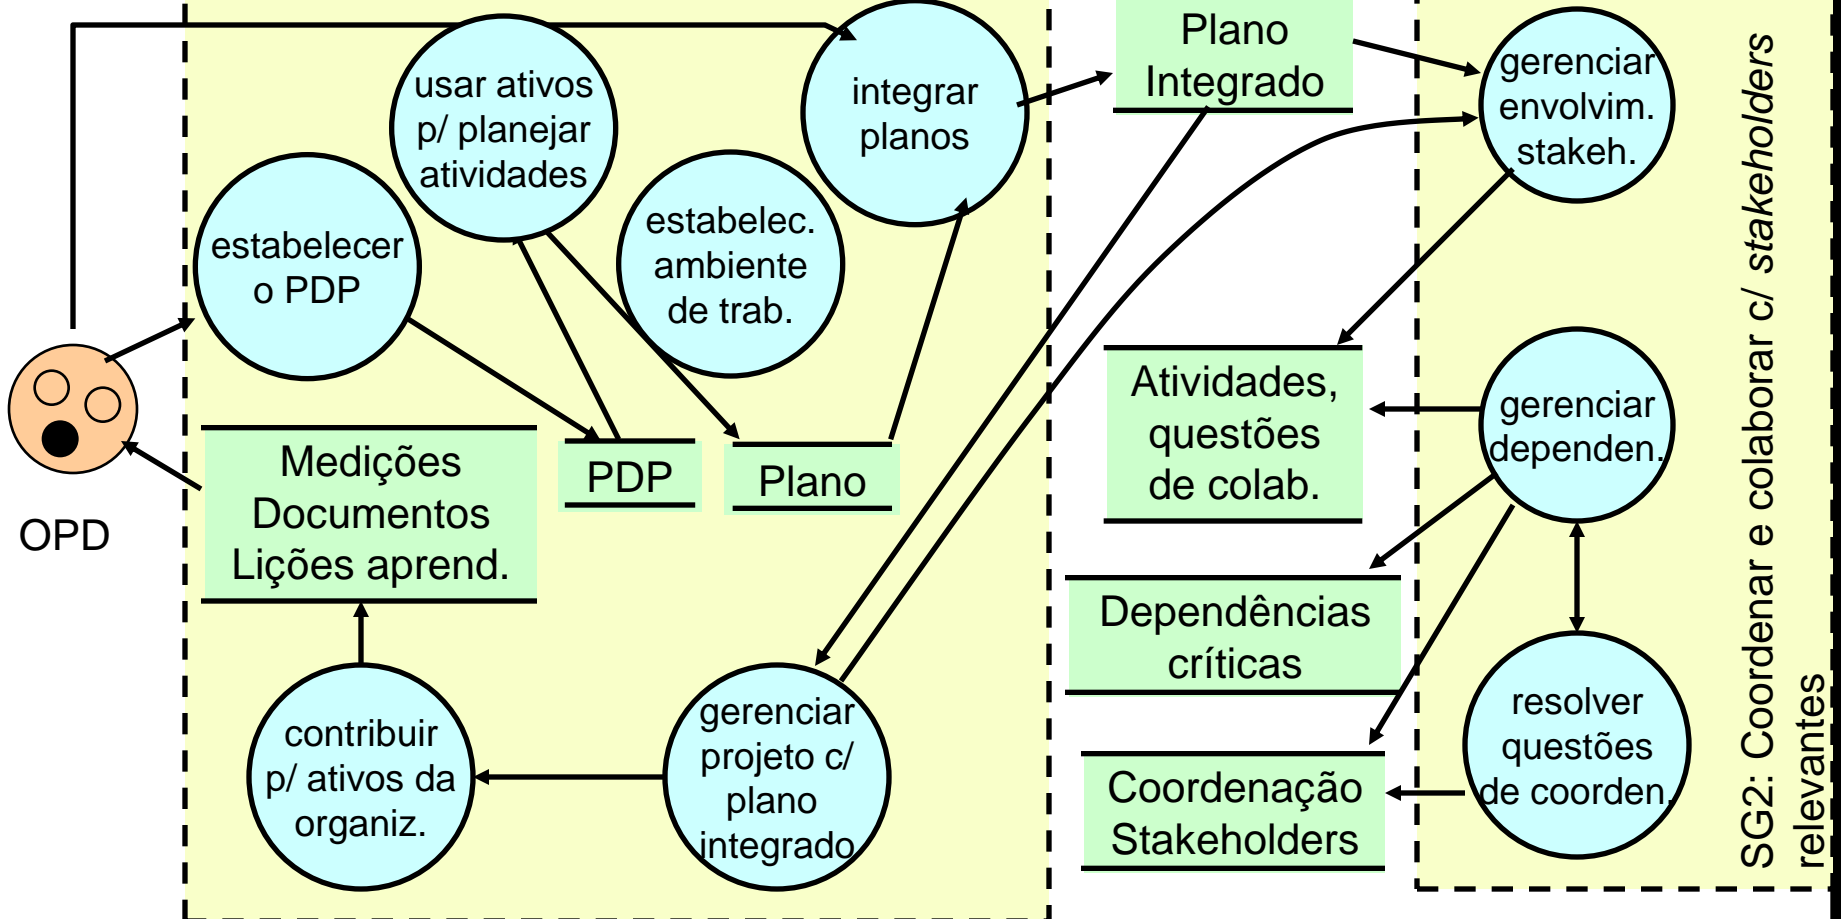 usar ativos
p/ planejar
atividades
integrar
planos
Plano
Integrado
gerenciar
envolvim.
stakeh.
estabelecer
o PDP
estabelec.
ambiente
de trab.
OPD
Medições
Documentos
Lições aprend.
PDP
Plano
Atividades,
questões
de colab.
gerenciar
dependen.
Dependências
críticas
contribuir
p/ ativos da
organiz.
gerenciar
projeto c/
plano
integrado
Coordenação
Stakeholders
resolver
questões
de coorden.
SG2: Coordenar e colaborar c/ stakeholders
relevantes